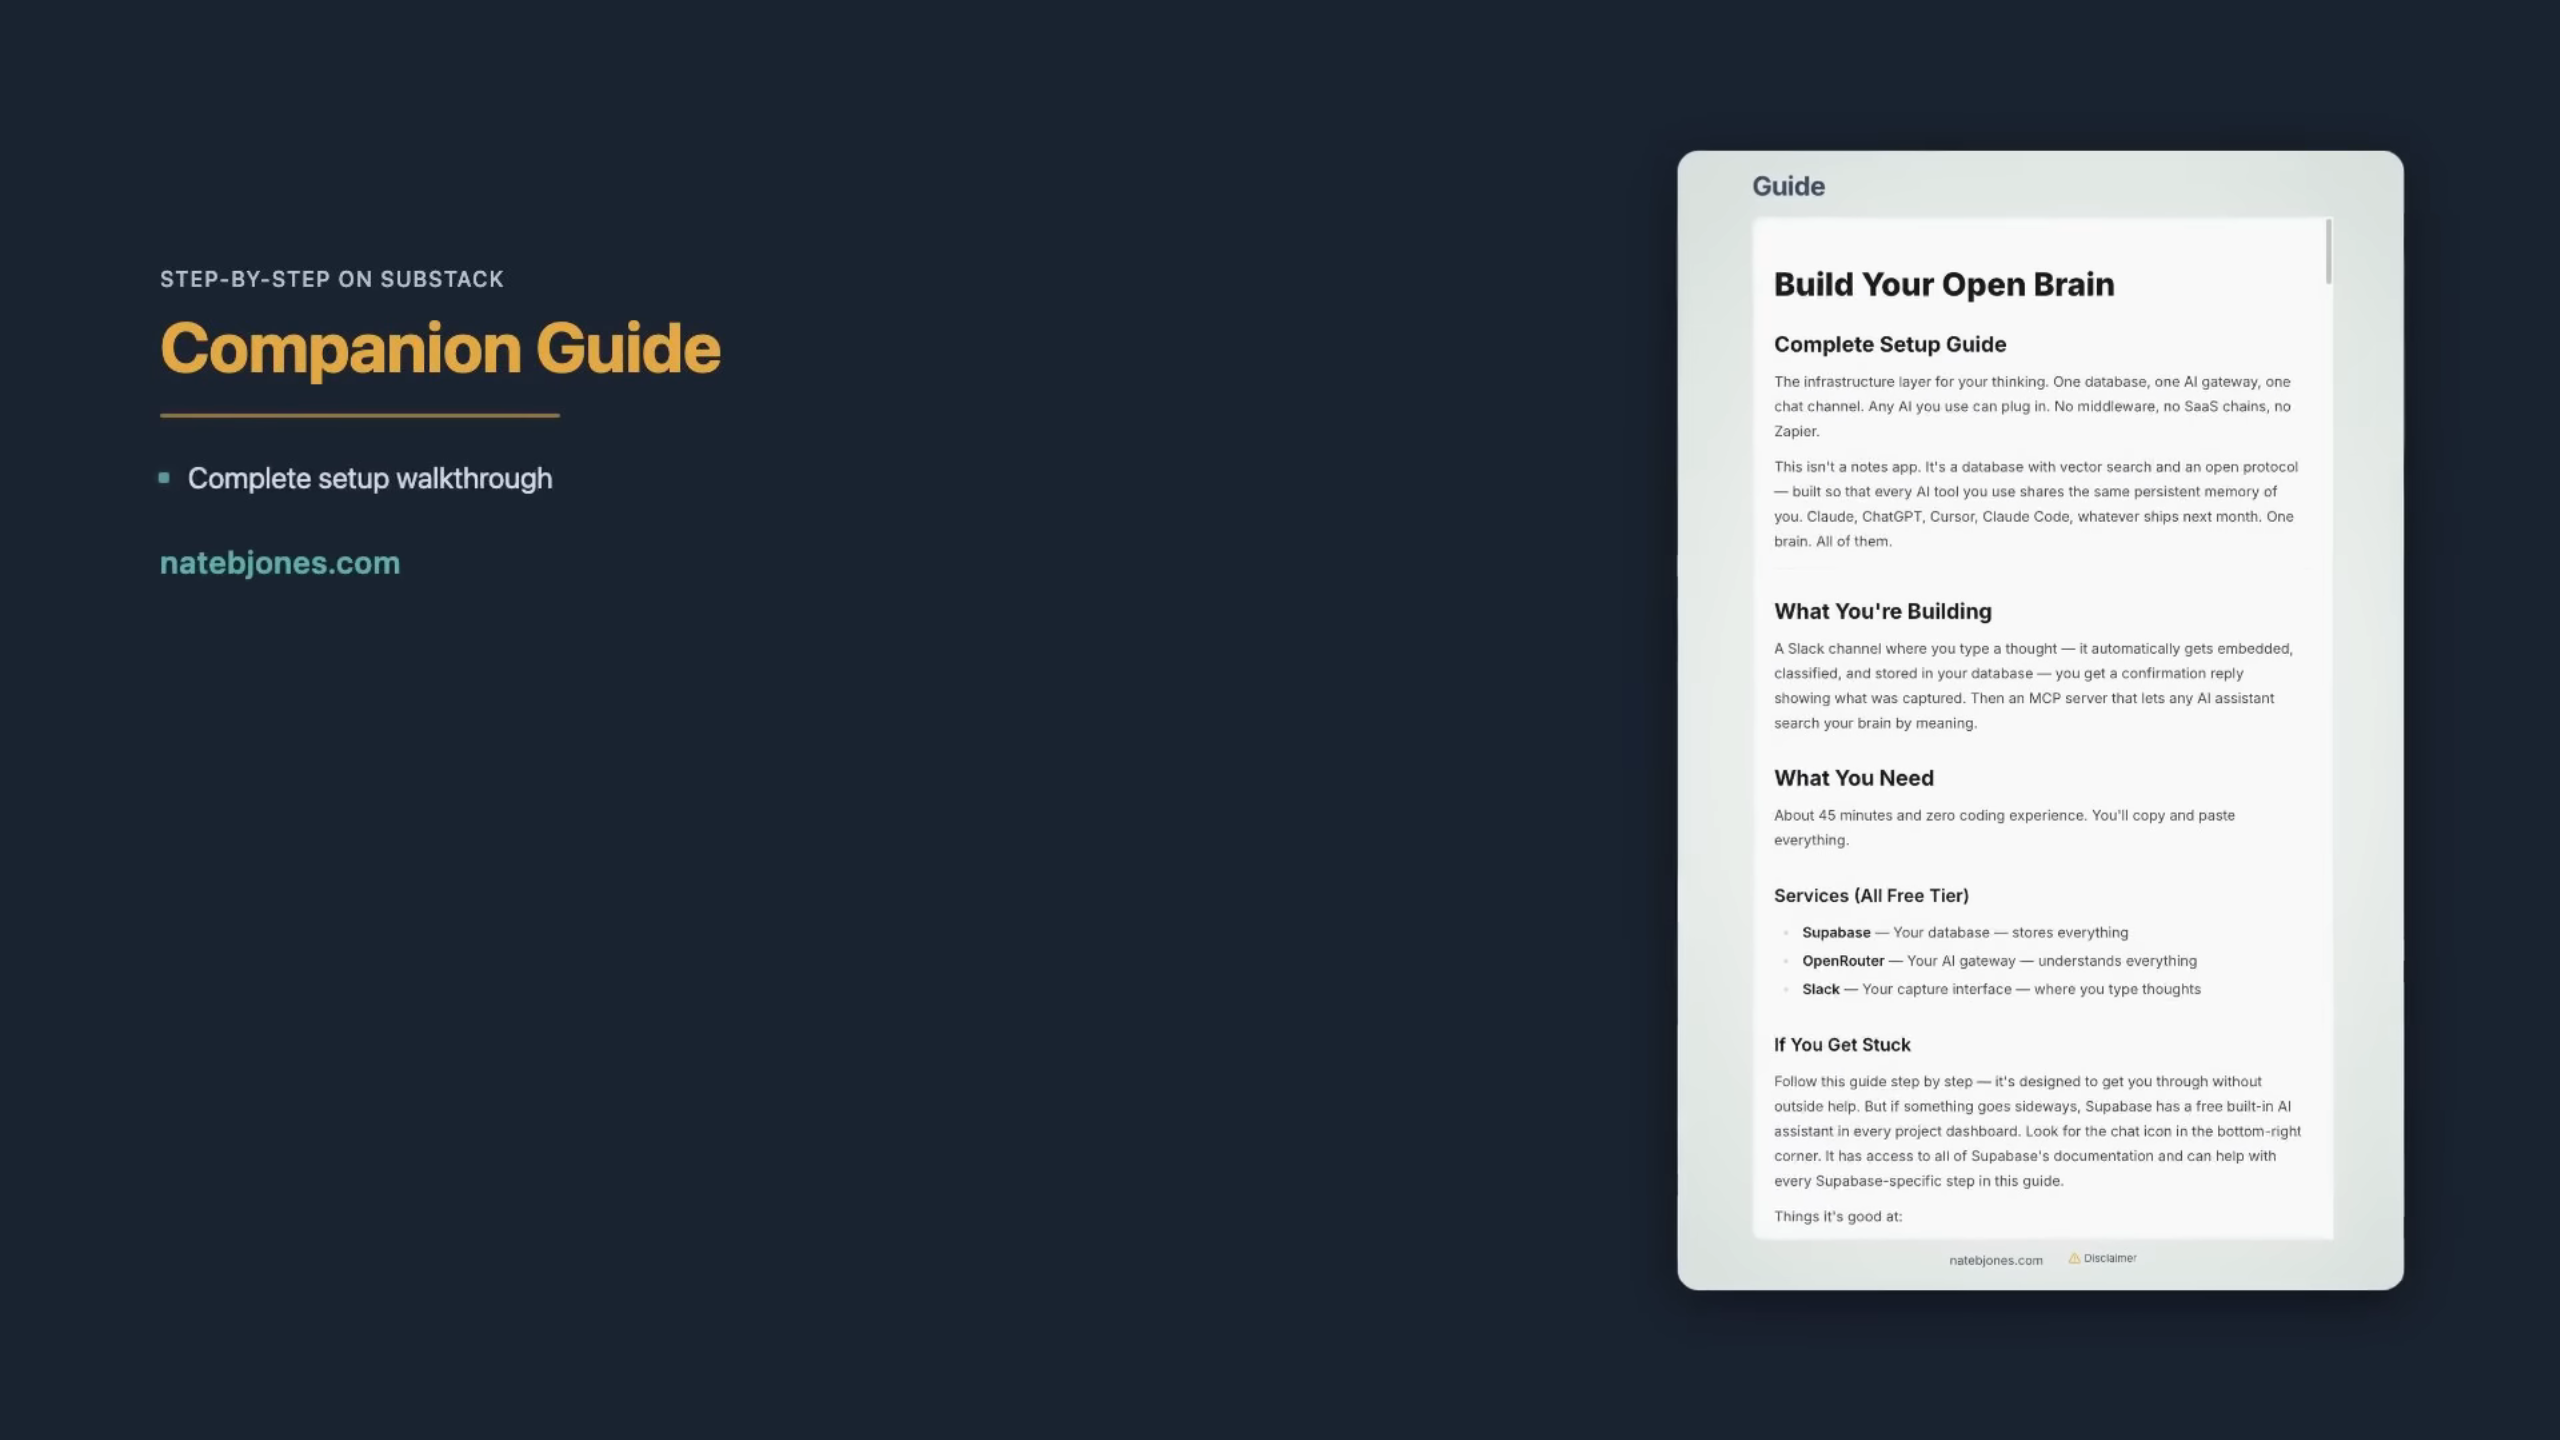 STEP-BY-STEP ON SUBSTACK
Companion Guide
Complete setup walkthrough
natebjones.com
Guide
Build Your Open Brain
Complete Setup Guide
The infrastructure layer for your thinking. One database, one AI gateway, one
chat channel. Any AI you use can plug in. No middleware, no SaaS chains, no
Zapier.
This isn't a notes app. It's a database with vector search and an open protocol
— built so that every AI tool you use shares the same persistent memory of
you. Claude, ChatGPT, Cursor, Claude Code, whatever ships next month. One
brain. All of them.
What You're Building
A Slack channel where you type a thought — it automatically gets embedded,
classified, and stored in your database — you get a confirmation reply
showing what was captured. Then an MCP server that lets any AI assistant
search your brain by meaning.
What You Need
About 45 minutes and zero coding experience. You'll copy and paste
everything.
Services (All Free Tier)
Supabase — Your database — stores everything
OpenRouter — Your AI gateway — understands everything
Slack — Your capture interface — where you type thoughts
If You Get Stuck
Follow this guide step by step — it's designed to get you through without
outside help. But if something goes sideways, Supabase has a free built-in AI
assistant in every project dashboard. Look for the chat icon in the bottom-right
corner. It has access to all of Supabase's documentation and can help with
every Supabase-specific step in this guide.
Things it's good at:
natebjones.com
Disclaimer